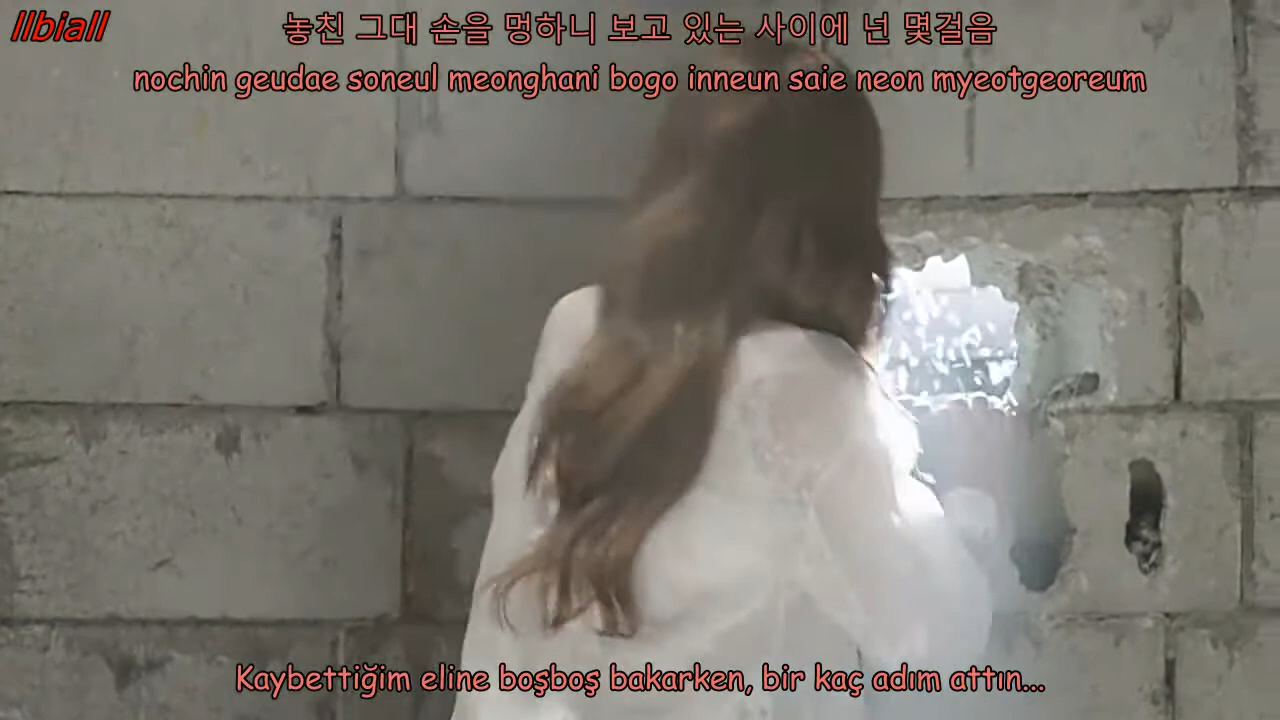 llbiall
놓친 그대 손을 멍하니 보고 있는 사이에 넌 몇걸음
nochin geudae soneul meonghani bogo inneun saie neon myeotgeoreum
Kaybettiğim eline boşboş bakarken, bir kaç adım attın...